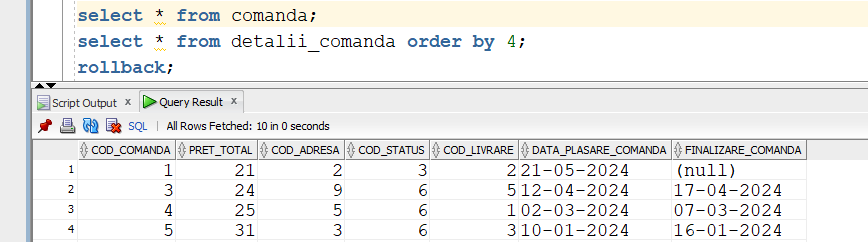 select * from comanda;
select * from detalii_comanda order by 4;
rollback;
Script Output x Query Result x
SQL | All Rows Fetched: 10 in 0 seconds
COD_COMANDA PRET_TOTAL COD_ADRESA COD_STATUS COD_LIVRARE DATA_PLASARE_COMANDA FINALIZARE_COMANDA
1 1 21 2 3 2 21-05-2024 (null)
2 3 24 9 6 5 12-04-2024 17-04-2024
3 4 25 5 6 1 02-03-2024 07-03-2024
4 5 31 3 6 3 10-01-2024 16-01-2024